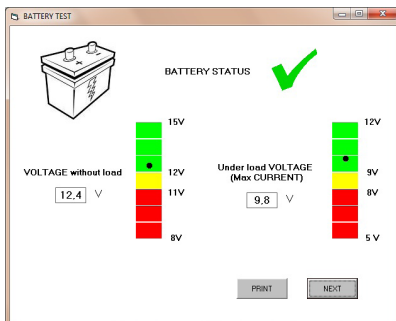 BATTERY TEST
BATTERY STATUS
15V
12V
VOLTAGE without load
12V
11V
12,4 V
8V
Under load VOLTAGE
(Max CURRENT)
9V
8V
9,8 V
5 V
PRINT
NEXT